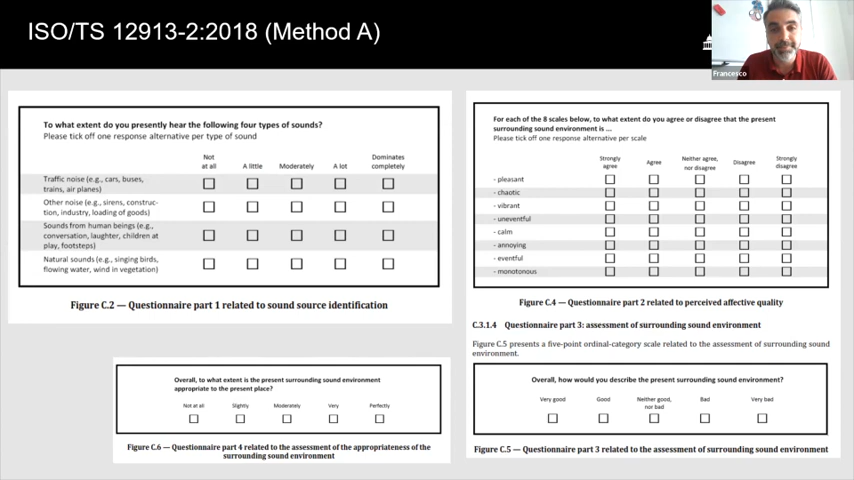 ISO/TS 12913-2:2018 (Method A)
Francesco
To what extent do you presently hear the following four types of sounds?
Please tick off one response alternative per type of sound
Not at all
A little
Moderately
A lot
Dominates completely
Traffic noise (e.g., cars, buses,
trains, air planes)
Other noise (e.g., sirens, construc-
tion, industry, loading of goods)
Sounds from human beings (e.g.,
conversation, laughter, children at
play, footsteps)
Natural sounds (e.g., singing birds,
flowing water, wind in vegetation)
Figure C.2 — Questionnaire part 1 related to sound source identification
For each of the 8 scales below, to what extent do you agree or disagree that the present
surrounding sound environment is ...
Please tick off one response alternative per scale
Strongly agree
Agree
Neither agree, nor disagree
Disagree
Strongly disagree
- pleasant
- chaotic
- vibrant
- uneventful
- calm
- annoying
- eventful
- monotonous
Figure C.4 — Questionnaire part 2 related to perceived affective quality
C.3.1.4 Questionnaire part 3: assessment of surrounding sound environment
Figure C.5 presents a five-point ordinal-category scale related to the assessment of surrounding sound
environment.
Overall, how would you describe the present surrounding sound environment?
Very good
Good
Neither good, nor bad
Bad
Very bad
Figure C.5 — Questionnaire part 3 related to the assessment of surrounding sound environment
Overall, to what extent is the present surrounding sound environment
appropriate to the present place?
Not at all
Slightly
Moderately
Very
Perfectly
Figure C.6 — Questionnaire part 4 related to the assessment of the appropriateness of the
surrounding sound environment